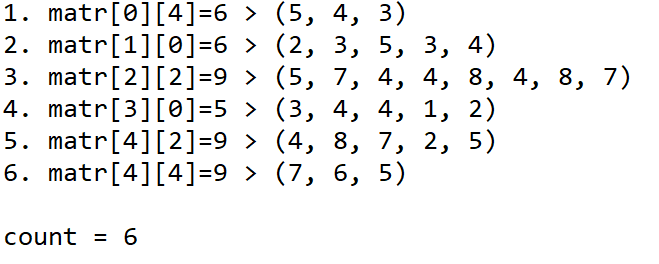 1. matr[0][4]=6 > (5, 4, 3)
2. matr[1][0]=6 > (2, 3, 5, 3, 4)
3. matr[2][2]=9 > (5, 7, 4, 4, 8, 4, 8, 7)
4. matr[3][0]=5 > (3, 4, 4, 1, 2)
5. matr[4][2]=9 > (4, 8, 7, 2, 5)
6. matr[4][4]=9 > (7, 6, 5)
count = 6